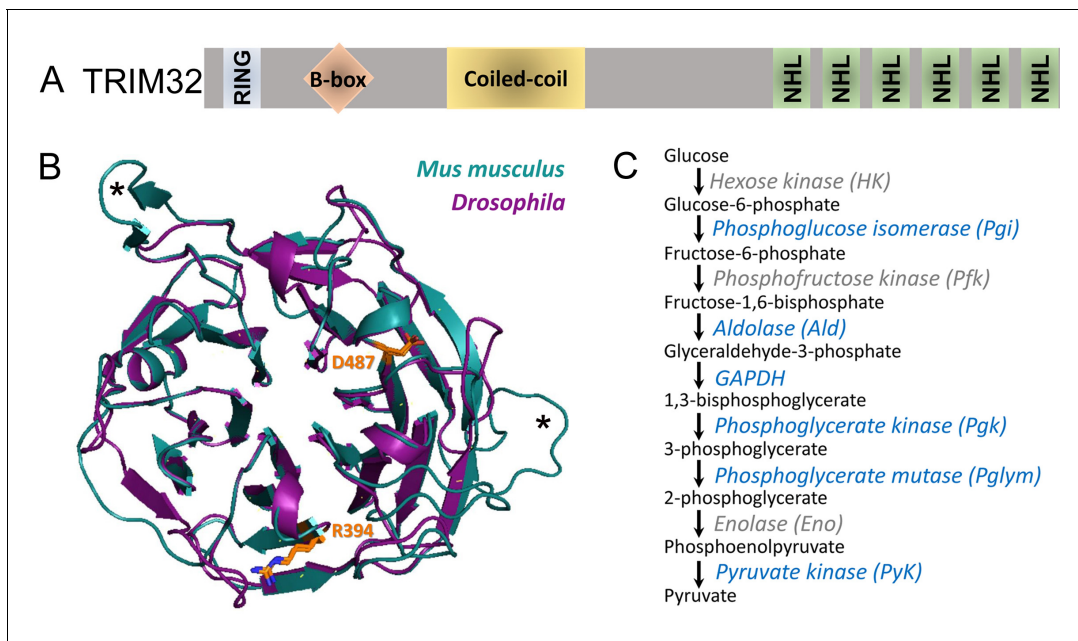 A TRIM32
RING
B-box
Coiled-coil
NHL
NHL
NHL
NHL
NHL
NHL
B
Mus musculus
Drosophila
*
*
D487
R394
C
Glucose
Hexose kinase (HK)
Glucose-6-phosphate
Phosphoglucose isomerase (Pgi)
Fructose-6-phosphate
Phosphofructose kinase (Pfk)
Fructose-1,6-bisphosphate
Aldolase (Ald)
Glyceraldehyde-3-phosphate
GAPDH
1,3-bisphosphoglycerate
Phosphoglycerate kinase (Pgk)
3-phosphoglycerate
Phosphoglycerate mutase (Pglym)
2-phosphoglycerate
Enolase (Eno)
Phosphoenolpyruvate
Pyruvate kinase (PyK)
Pyruvate